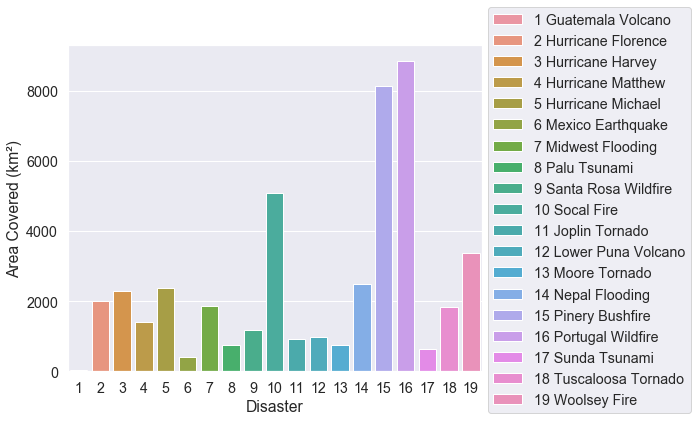 Area Covered (km²)
8000
6000
4000
2000
0
1 2 3 4 5 6 7 8 9 10 11 12 13 14 15 16 17 18 19
Disaster
1 Guatemala Volcano
2 Hurricane Florence
3 Hurricane Harvey
4 Hurricane Matthew
5 Hurricane Michael
6 Mexico Earthquake
7 Midwest Flooding
8 Palu Tsunami
9 Santa Rosa Wildfire
10 Socal Fire
11 Joplin Tornado
12 Lower Puna Volcano
13 Moore Tornado
14 Nepal Flooding
15 Pinery Bushfire
16 Portugal Wildfire
17 Sunda Tsunami
18 Tuscaloosa Tornado
19 Woolsey Fire